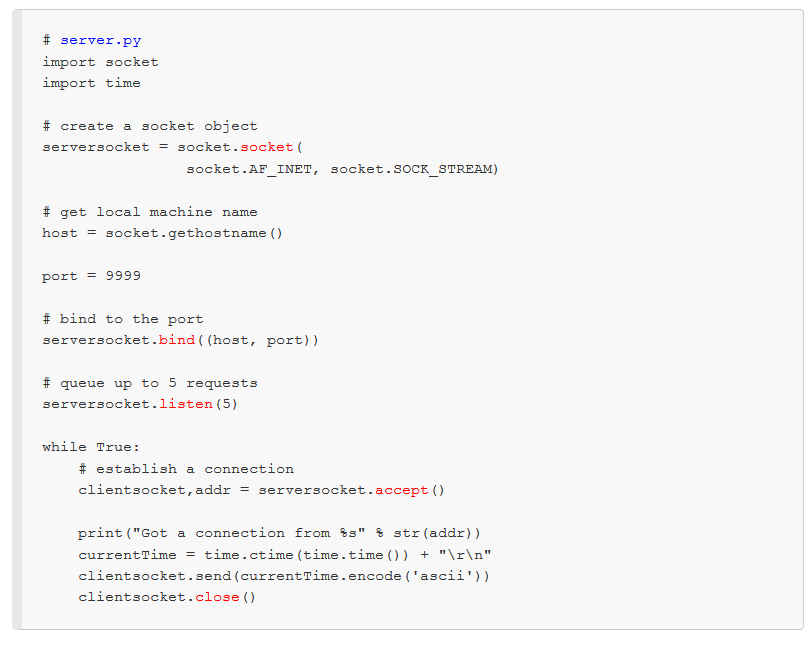 # server.py
import socket
import time

# create a socket object
serversocket = socket.socket(
                socket.AF_INET, socket.SOCK_STREAM)

# get local machine name
host = socket.gethostname()

port = 9999

# bind to the port
serversocket.bind((host, port))

# queue up to 5 requests
serversocket.listen(5)

while True:
    # establish a connection
    clientsocket,addr = serversocket.accept()

    print("Got a connection from %s" % str(addr))
    currentTime = time.ctime(time.time()) + "\r\n"
    clientsocket.send(currentTime.encode('ascii'))
    clientsocket.close()